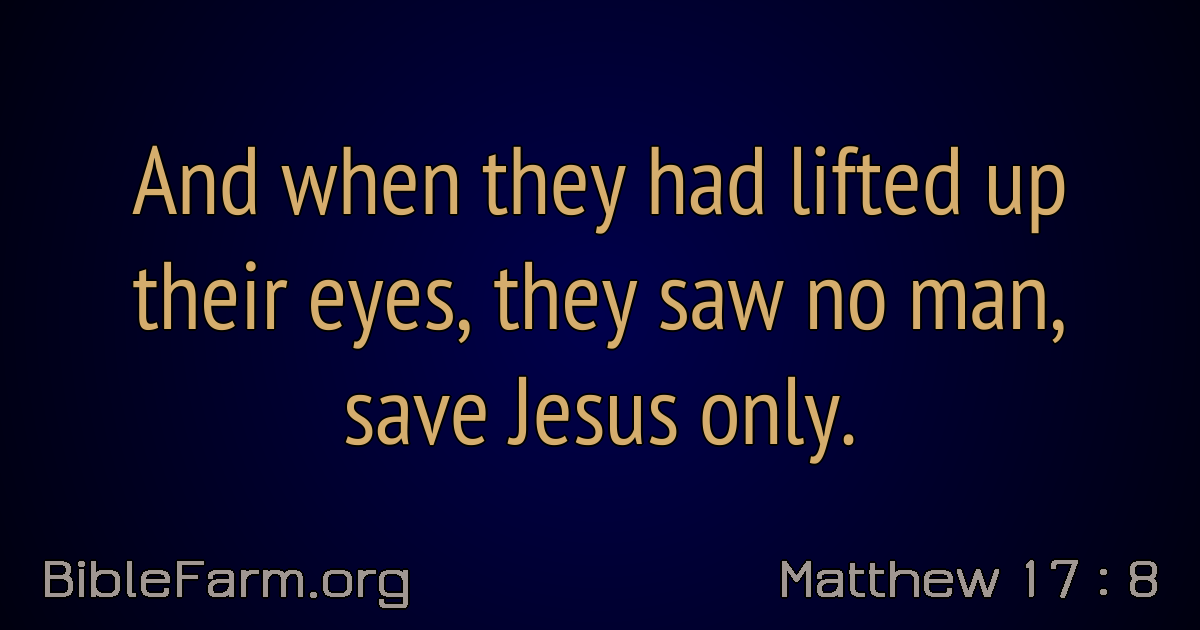 And when they had lifted up
their eyes, they saw no man,
save Jesus only.
BibleFarm.org
Matthew 17 : 8